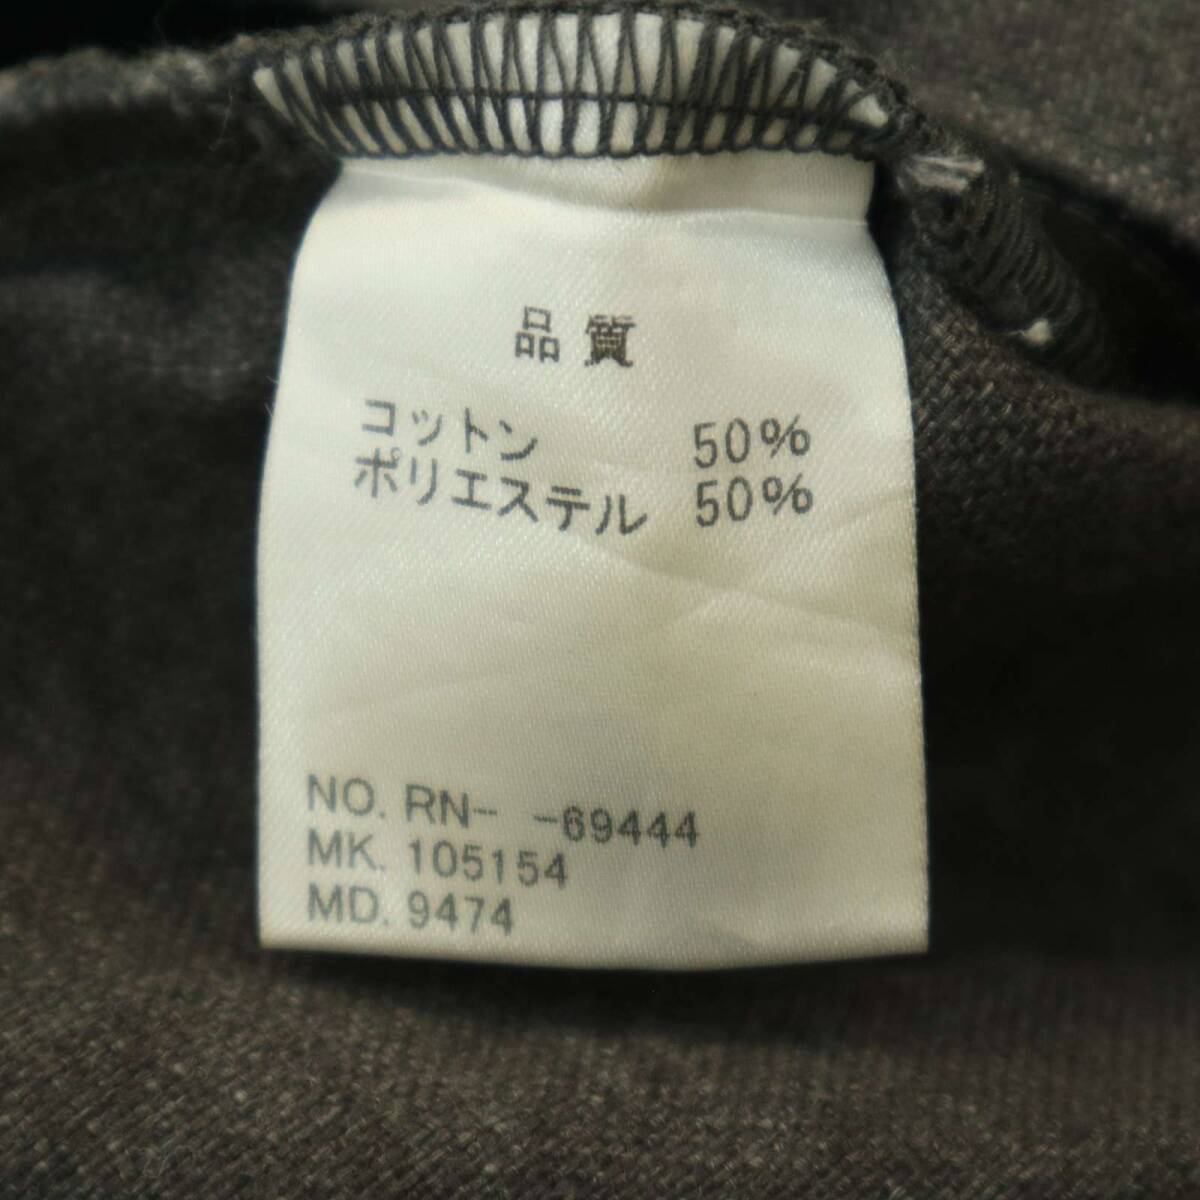 品質
コットン 50%
ポリエステル 50%
NO. RN- -69444
MK. 105154
MD. 9474